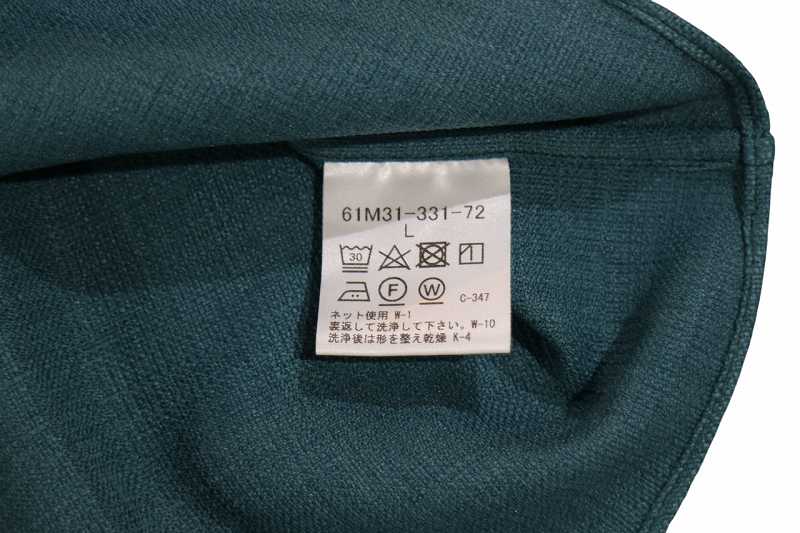 61M31-331-72
L
30
F W C-347
ネット使用 W-1
裏返して洗浄して下さい。W-10
洗浄後は形を整え乾燥 K-4